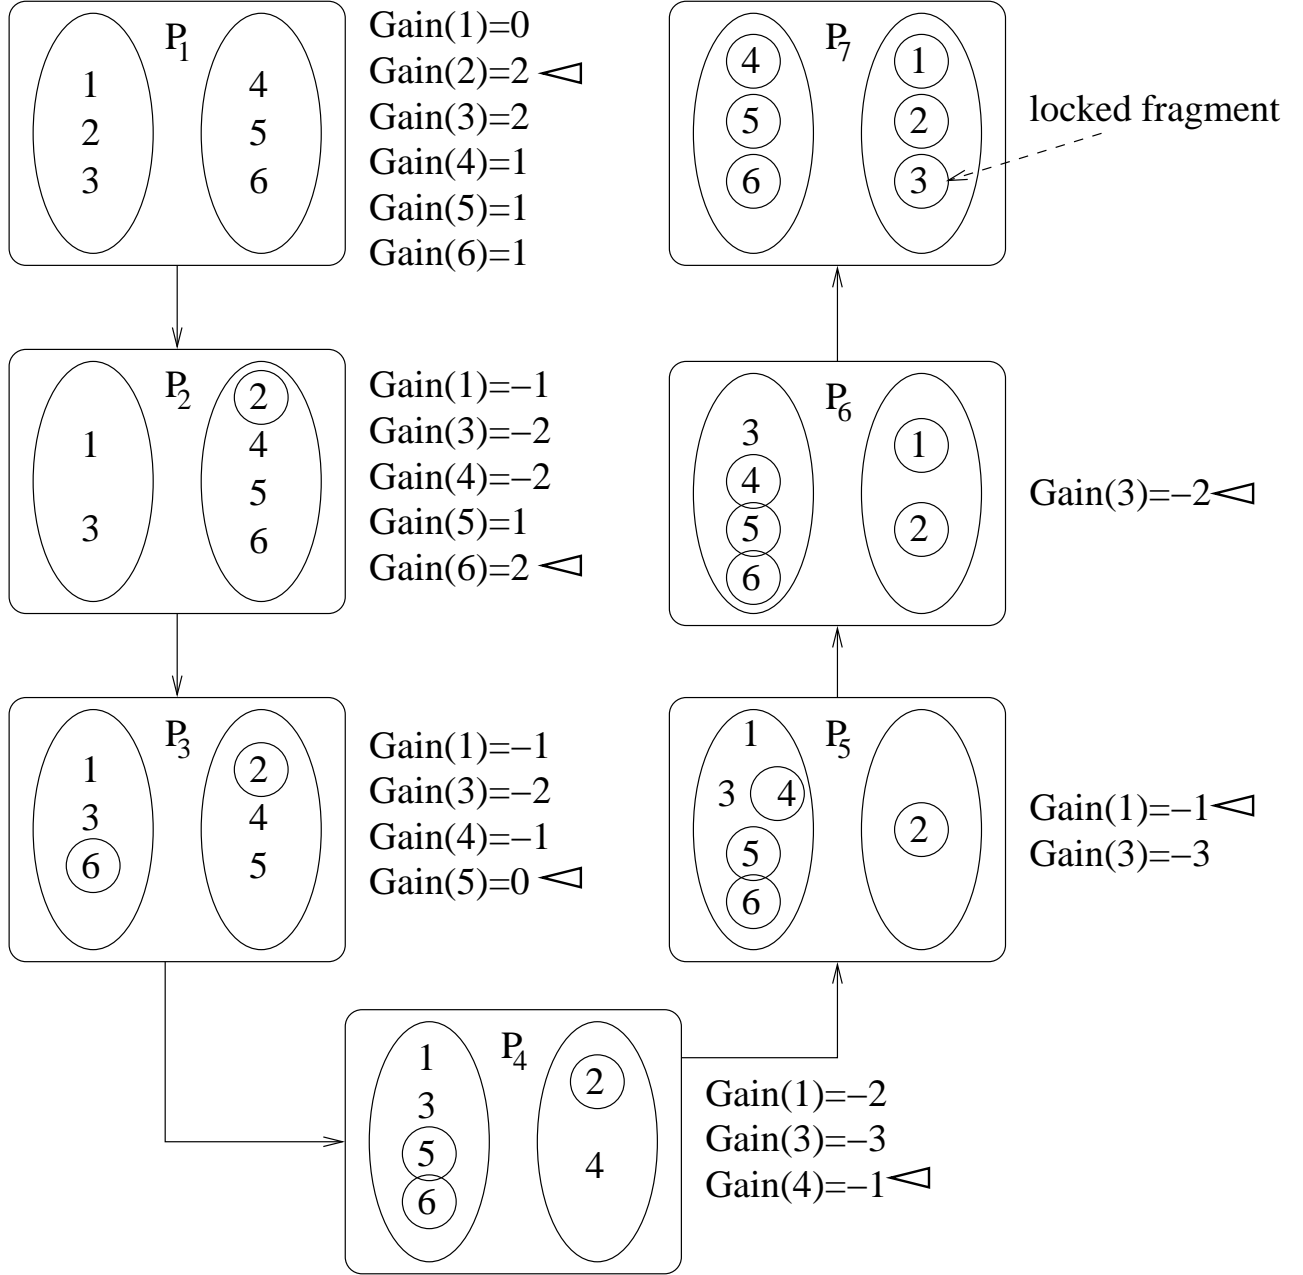 P1
1
2
3
4
5
6
Gain(1)=0
Gain(2)=2
Gain(3)=2
Gain(4)=1
Gain(5)=1
Gain(6)=1
P2
1
3
2
4
5
6
Gain(1)=−1
Gain(3)=−2
Gain(4)=−2
Gain(5)=1
Gain(6)=2
P3
1
3
6
2
4
5
Gain(1)=−1
Gain(3)=−2
Gain(4)=−1
Gain(5)=0
P4
1
3
5
6
2
4
Gain(1)=−2
Gain(3)=−3
Gain(4)=−1
P5
1
3 4
5
6
2
Gain(1)=−1
Gain(3)=−3
P6
3
4
5
6
1
2
Gain(3)=−2
P7
4
5
6
1
2
3
locked fragment